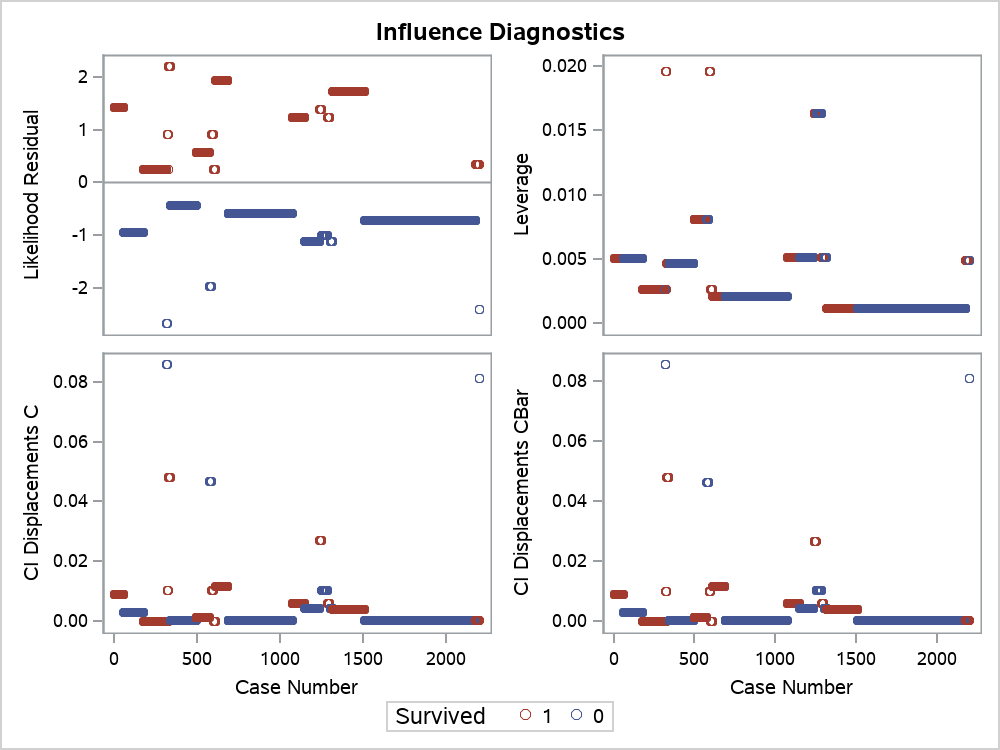 Influence Diagnostics
Likelihood Residual
2
1
0
-1
-2
Leverage
0.020
0.015
0.010
0.005
0.000
CI Displacements C
0.08
0.06
0.04
0.02
0.00
0 500 1000 1500 2000
Case Number
CI Displacements CBar
0.08
0.06
0.04
0.02
0.00
0 500 1000 1500 2000
Case Number
Survived 1 0